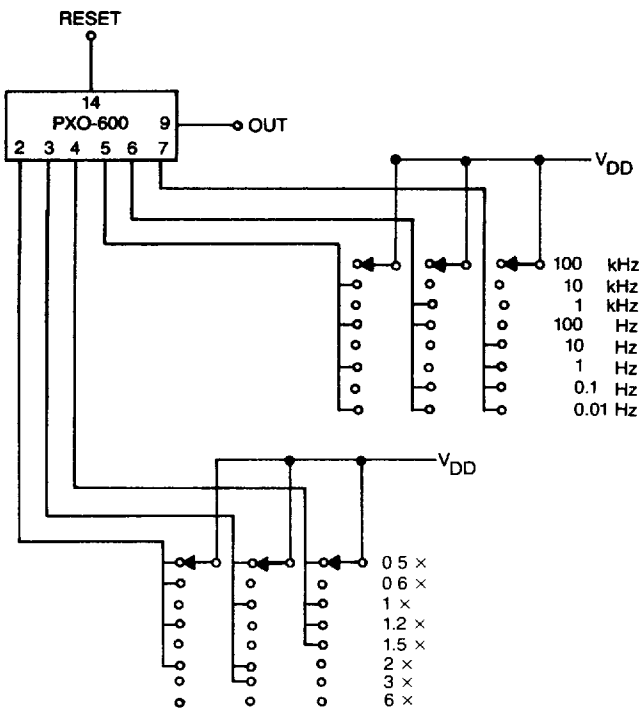 RESET
14
PXO-600 9 OUT
2 3 4 5 6 7
VDD
100 kHz
10 kHz
1 kHz
100 Hz
10 Hz
1 Hz
0.1 Hz
0.01 Hz
VDD
0 5 ×
0 6 ×
1 ×
1.2 ×
1.5 ×
2 ×
3 ×
6 ×